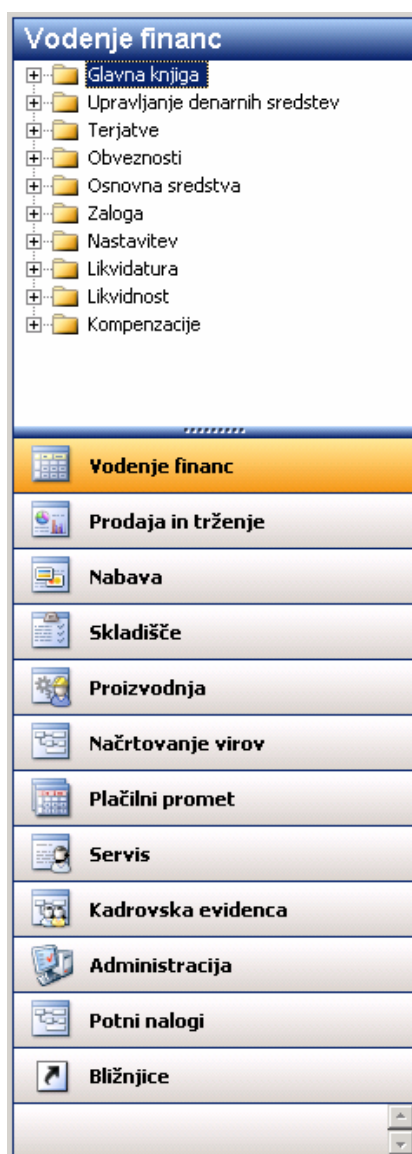 Vodenje financ
Glavna knjiga
Upravljanje denarnih sredstev
Terjatve
Obveznosti
Osnovna sredstva
Zaloga
Nastavitev
Likvidatura
Likvidnost
Kompenzacije
Vodenje financ
Prodaja in trženje
Nabava
Skladišče
Proizvodnja
Načrtovanje virov
Plačilni promet
Servis
Kadrovska evidenca
Administracija
Potni nalogi
Bližnjice